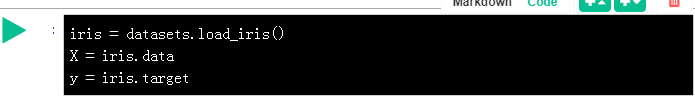 Markdown Code
:
iris = datasets.load_iris()
X = iris.data
y = iris.target